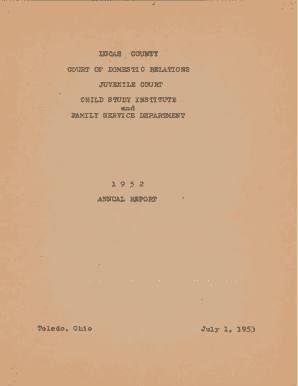 LUCAS COUNTY
COURT OF DOMESTIC RELATIONS
JUVENILE COURT
CHILD STUDY INSTITUTE
and
FAMILY SERVICE DEPARTMENT
1 9 5 2
ANNUAL REPORT
Toledo, Ohio July 1, 1953